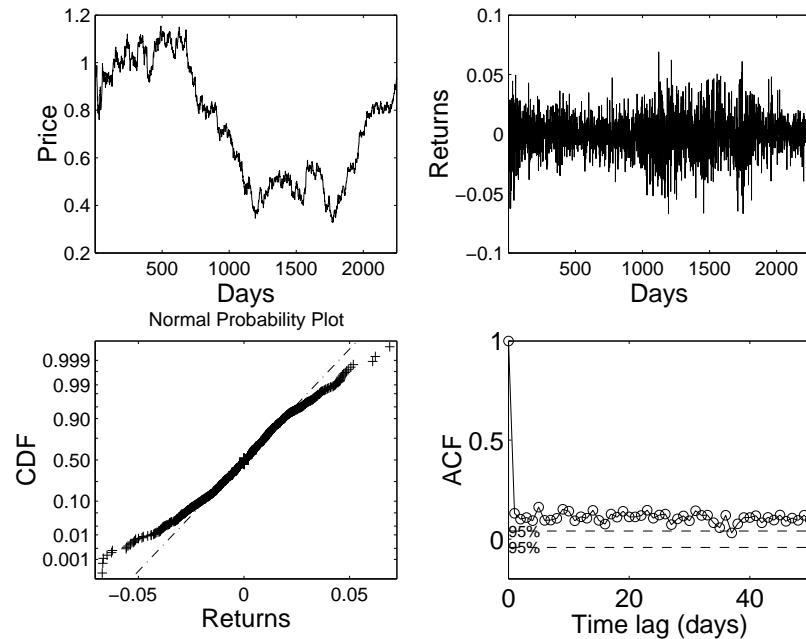 1.2
1
0.8
0.6
0.4
0.2
Price
500 1000 1500 2000
Days
0.1
0.05
0
−0.05
−0.1
Returns
500 1000 1500 2000
Days
Normal Probability Plot
0.999
0.99
0.90
0.50
0.10
0.01
0.001
CDF
−0.05 0 0.05
Returns
1
0.5
0
ACF
95%
95%
0 20 40
Time lag (days)